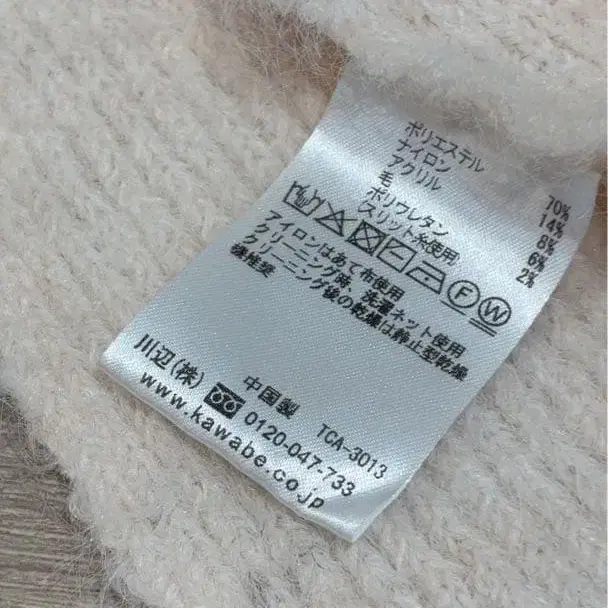 ポリエステル 70%
ナイロン 14%
アクリル 8%
毛 6%
ポリウレタン 2%
(スリット糸使用)
F W
アイロンはあて布使用
クリーニング時、洗濯ネット使用
クリーニング後の乾燥は静止型乾燥
機推奨
中国製 TCA-3013
川辺(株) 0120-047-733
www.kawabe.co.jp